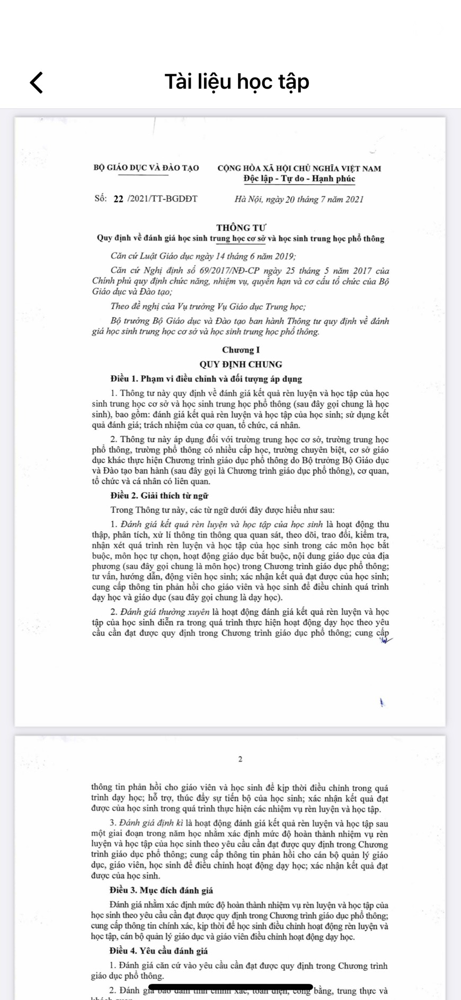 Tài liệu học tập
BỘ GIÁO DỤC VÀ ĐÀO TẠO
CỘNG HÒA XÃ HỘI CHỦ NGHĨA VIỆT NAM
Độc lập - Tự do - Hạnh phúc
Số: 22 /2021/TT-BGDĐT
Hà Nội, ngày 20 tháng 7 năm 2021
THÔNG TƯ
Quy định về đánh giá học sinh trung học cơ sở và học sinh trung học phổ thông
Căn cứ Luật Giáo dục ngày 14 tháng 6 năm 2019;
Căn cứ Nghị định số 69/2017/NĐ-CP ngày 25 tháng 5 năm 2017 của
Chính phủ quy định chức năng, nhiệm vụ, quyền hạn và cơ cấu tổ chức của Bộ
Giáo dục và Đào tạo;
Theo đề nghị của Vụ trưởng Vụ Giáo dục Trung học;
Bộ trưởng Bộ Giáo dục và Đào tạo ban hành Thông tư quy định về đánh
giá học sinh trung học cơ sở và học sinh trung học phổ thông.
Chương I
QUY ĐỊNH CHUNG
Điều 1. Phạm vi điều chỉnh và đối tượng áp dụng
1. Thông tư này quy định về đánh giá kết quả rèn luyện và học tập của học
sinh trung học cơ sở và học sinh trung học phổ thông (sau đây gọi chung là học
sinh), bao gồm: đánh giá kết quả rèn luyện và học tập của học sinh; sử dụng kết
quả đánh giá; trách nhiệm của cơ quan, tổ chức, cá nhân.
2. Thông tư này áp dụng đối với trường trung học cơ sở, trường trung học
phổ thông, trường phổ thông có nhiều cấp học, trường chuyên biệt, cơ sở giáo
dục khác thực hiện Chương trình giáo dục phổ thông do Bộ trưởng Bộ Giáo dục
và Đào tạo ban hành (sau đây gọi là Chương trình giáo dục phổ thông), cơ quan,
tổ chức và cá nhân có liên quan.
Điều 2. Giải thích từ ngữ
Trong Thông tư này, các từ ngữ dưới đây được hiểu như sau:
1. Đánh giá kết quả rèn luyện và học tập của học sinh là hoạt động thu
thập, phân tích, xử lí thông tin thông qua quan sát, theo dõi, trao đổi, kiểm tra,
nhận xét quá trình rèn luyện và học tập của học sinh trong các môn học bắt
buộc, môn học tự chọn, hoạt động giáo dục bắt buộc, nội dung giáo dục của địa
phương (sau đây gọi chung là môn học) trong Chương trình giáo dục phổ thông;
tư vấn, hướng dẫn, động viên học sinh; xác nhận kết quả đạt được của học sinh;
cung cấp thông tin phản hồi cho giáo viên và học sinh để điều chỉnh quá trình
dạy học và giáo dục (sau đây gọi chung là dạy học).
2. Đánh giá thường xuyên là hoạt động đánh giá kết quả rèn luyện và học
tập của học sinh diễn ra trong quá trình thực hiện hoạt động dạy học theo yêu
cầu cần đạt được quy định trong Chương trình giáo dục phổ thông; cung cấp
2
thông tin phản hồi cho giáo viên và học sinh để kịp thời điều chỉnh trong quá
trình dạy học; hỗ trợ, thúc đẩy sự tiến bộ của học sinh; xác nhận kết quả đạt
được của học sinh trong quá trình thực hiện các nhiệm vụ rèn luyện và học tập.
3. Đánh giá định kì là hoạt động đánh giá kết quả rèn luyện và học tập sau
một giai đoạn trong năm học nhằm xác định mức độ hoàn thành nhiệm vụ rèn
luyện và học tập của học sinh theo yêu cầu cần đạt được quy định trong Chương
trình giáo dục phổ thông; cung cấp thông tin phản hồi cho cán bộ quản lý giáo
dục, giáo viên, học sinh để điều chỉnh hoạt động dạy học; xác nhận kết quả đạt
được của học sinh.
Điều 3. Mục đích đánh giá
Đánh giá nhằm xác định mức độ hoàn thành nhiệm vụ rèn luyện và học tập của
học sinh theo yêu cầu cần đạt được quy định trong Chương trình giáo dục phổ thông;
cung cấp thông tin chính xác, kịp thời để học sinh điều chỉnh hoạt động rèn luyện và
học tập, cán bộ quản lý giáo dục và giáo viên điều chỉnh hoạt động dạy học.
Điều 4. Yêu cầu đánh giá
1. Đánh giá căn cứ vào yêu cầu cần đạt được quy định trong Chương trình
giáo dục phổ thông.
2. Đánh giá bảo đảm tính chính xác, toàn diện, công bằng, trung thực và